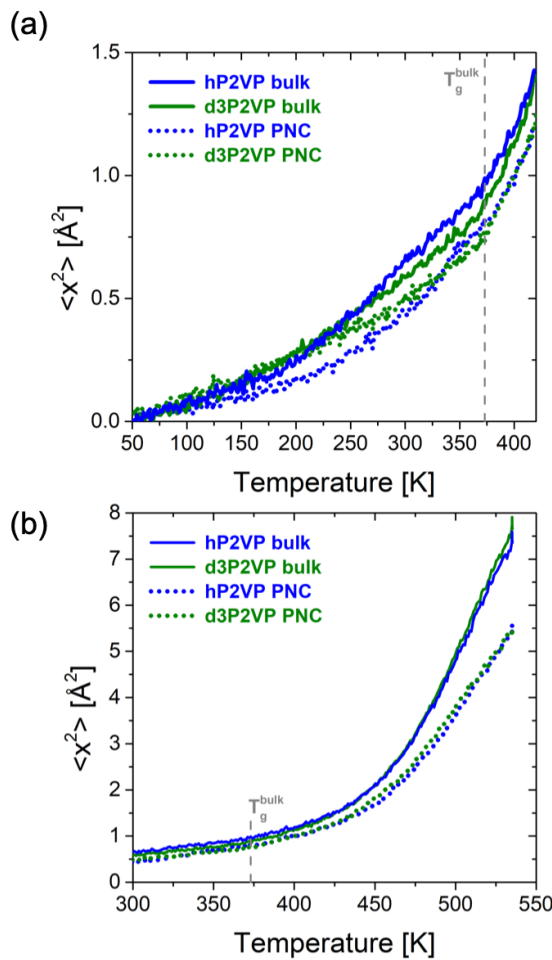 (a)
1.5
1.0
0.5
0.0
<x²> [Å²]
hP2VP bulk
d3P2VP bulk
hP2VP PNC
d3P2VP PNC
T_g^bulk
50 100 150 200 250 300 350 400
Temperature [K]
(b)
8
7
6
5
4
3
2
1
0
<x²> [Å²]
hP2VP bulk
d3P2VP bulk
hP2VP PNC
d3P2VP PNC
T_g^bulk
300 350 400 450 500 550
Temperature [K]